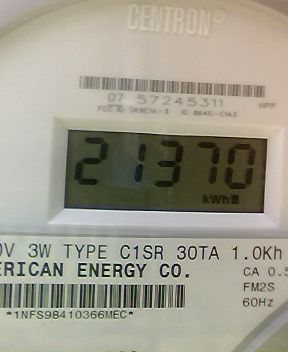 CENTRON®
07 57245311
HPP
21370
kWh
0V 3W TYPE C1SR 30TA 1.0Kh
ERICAN ENERGY CO. CA 0.5
FM2S
60Hz
*1NFS98410366MEC*